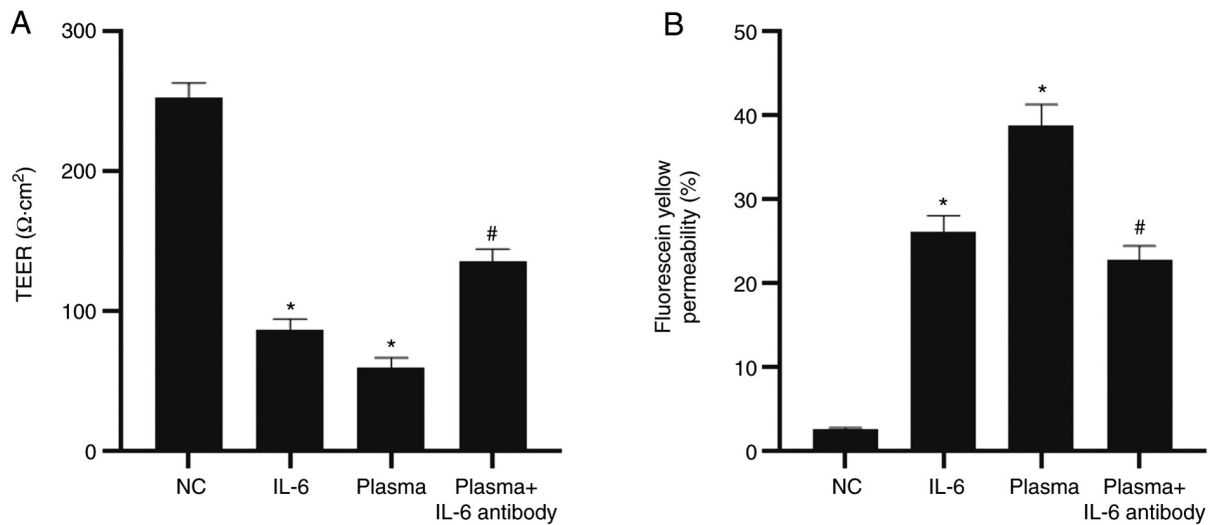 A
300
200
100
0
TEER (Ω·cm²)
*
*
#
NC
IL-6
Plasma
Plasma+
IL-6 antibody
B
50
40
30
20
10
0
Fluorescein yellow
permeability (%)
*
*
#
NC
IL-6
Plasma
Plasma+
IL-6 antibody